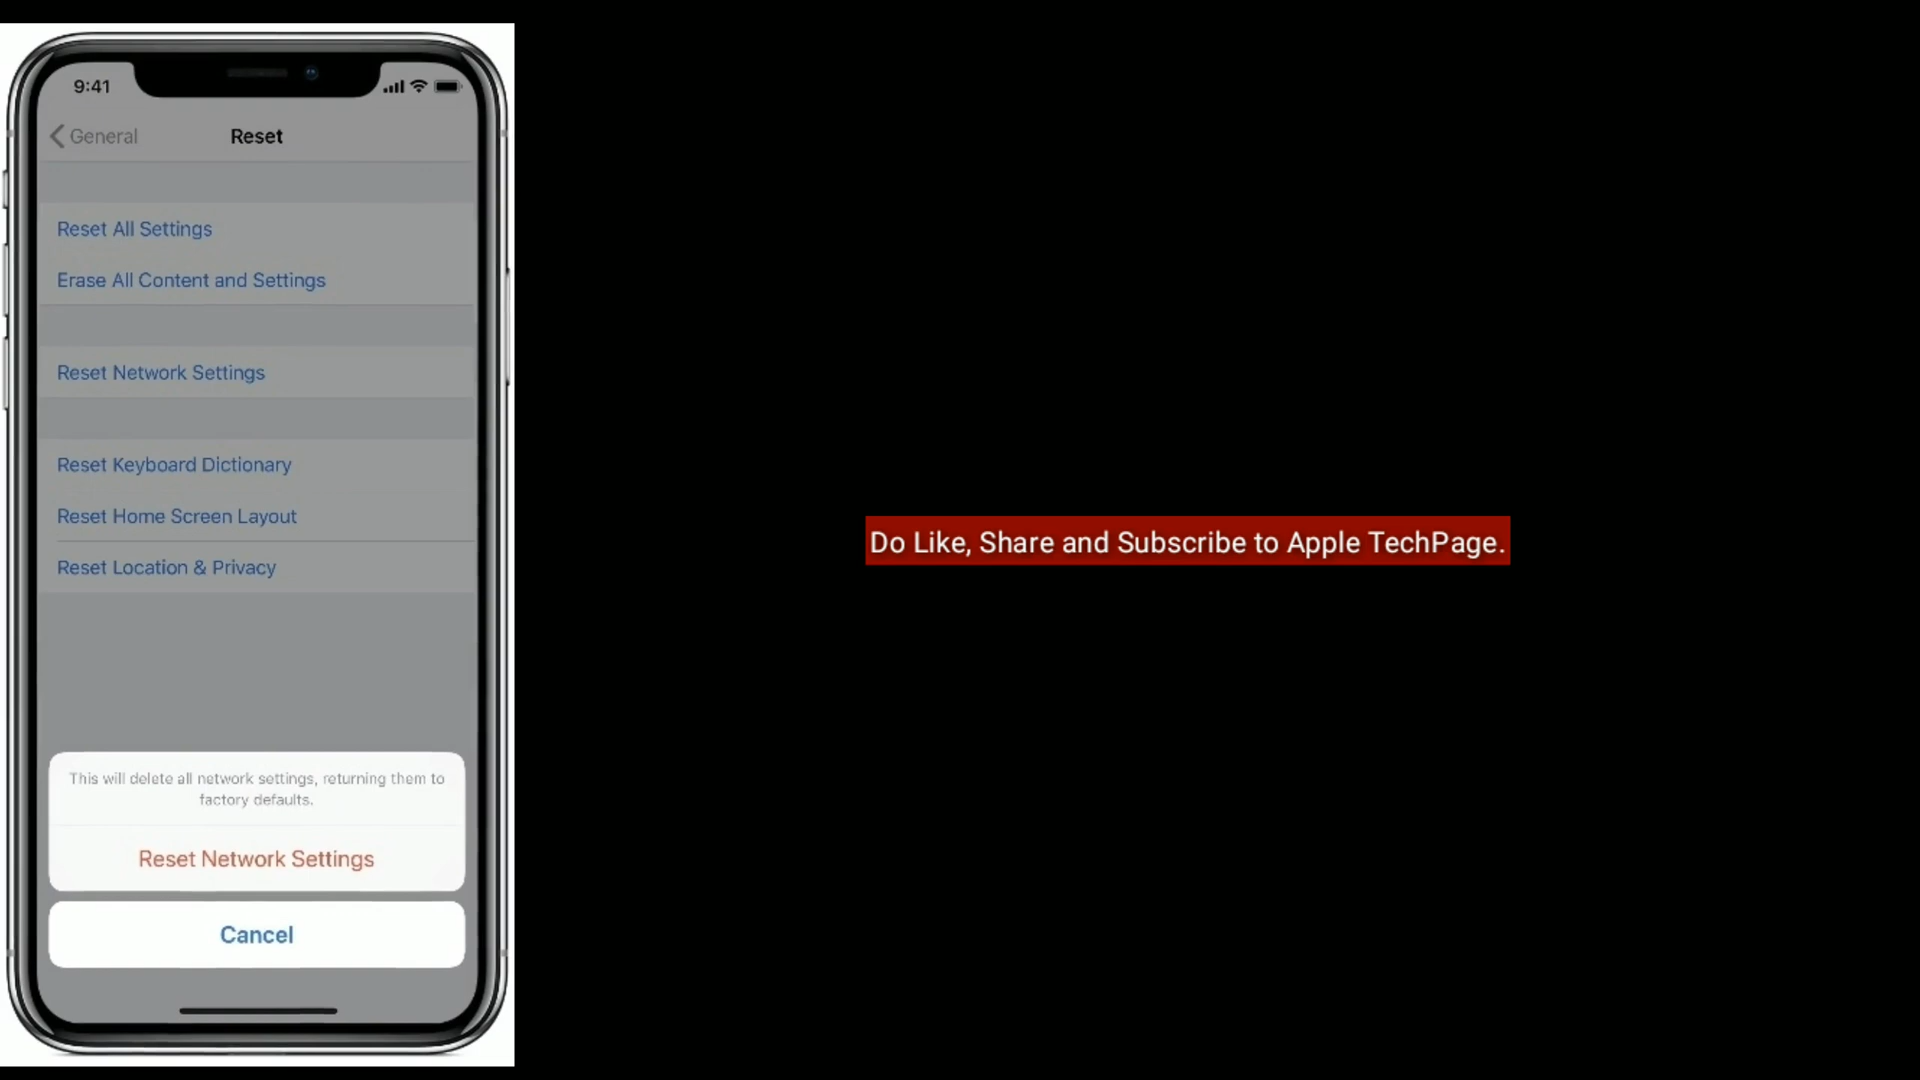 9:41
General
Reset
Reset All Settings
Erase All Content and Settings
Reset Network Settings
Reset Keyboard Dictionary
Reset Home Screen Layout
Reset Location & Privacy
This will delete all network settings, returning them to
factory defaults.
Reset Network Settings
Cancel
Do Like, Share and Subscribe to Apple TechPage.